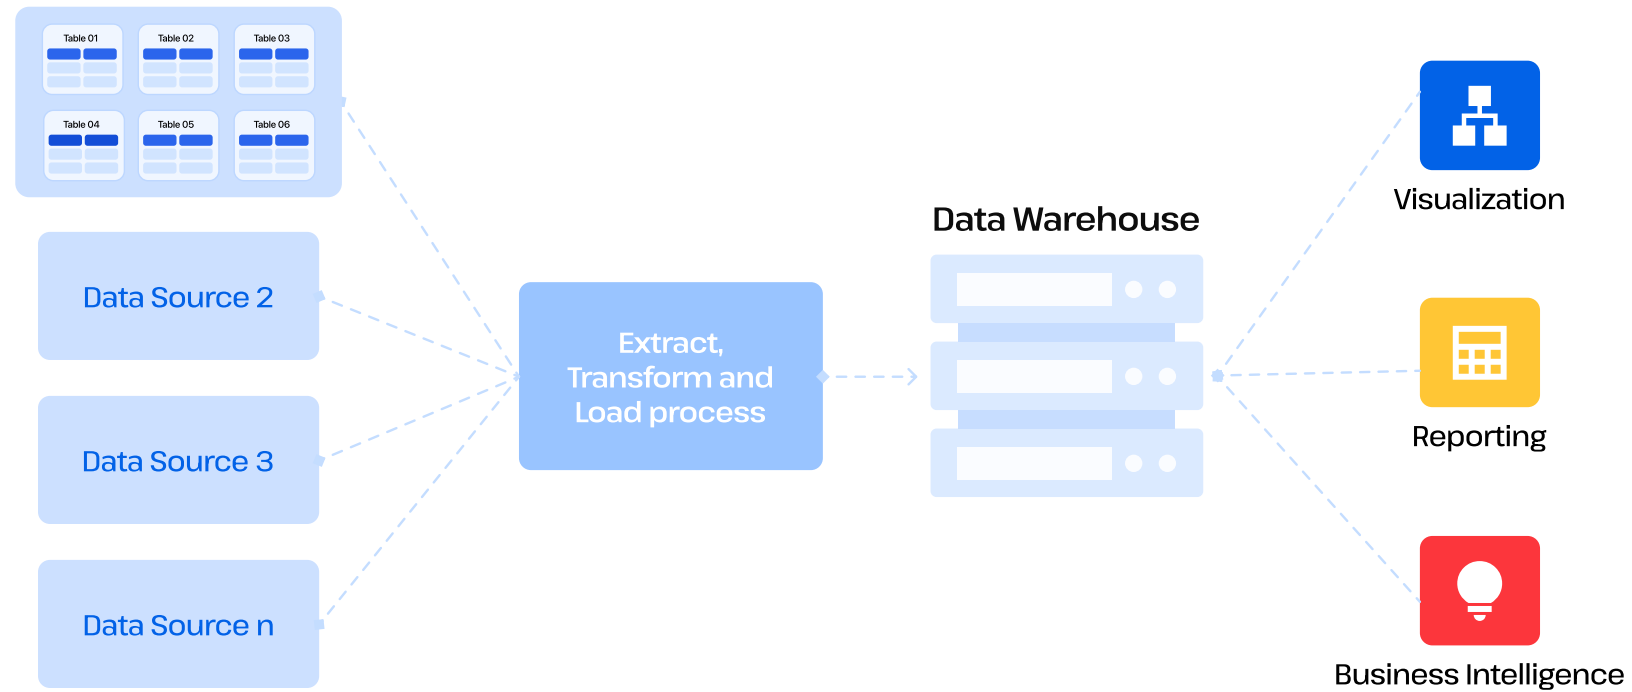 Table 01
Table 02
Table 03
Table 04
Table 05
Table 06
Data Source 2
Data Source 3
Data Source n
Extract,
Transform and
Load process
Data Warehouse
Visualization
Reporting
Business Intelligence